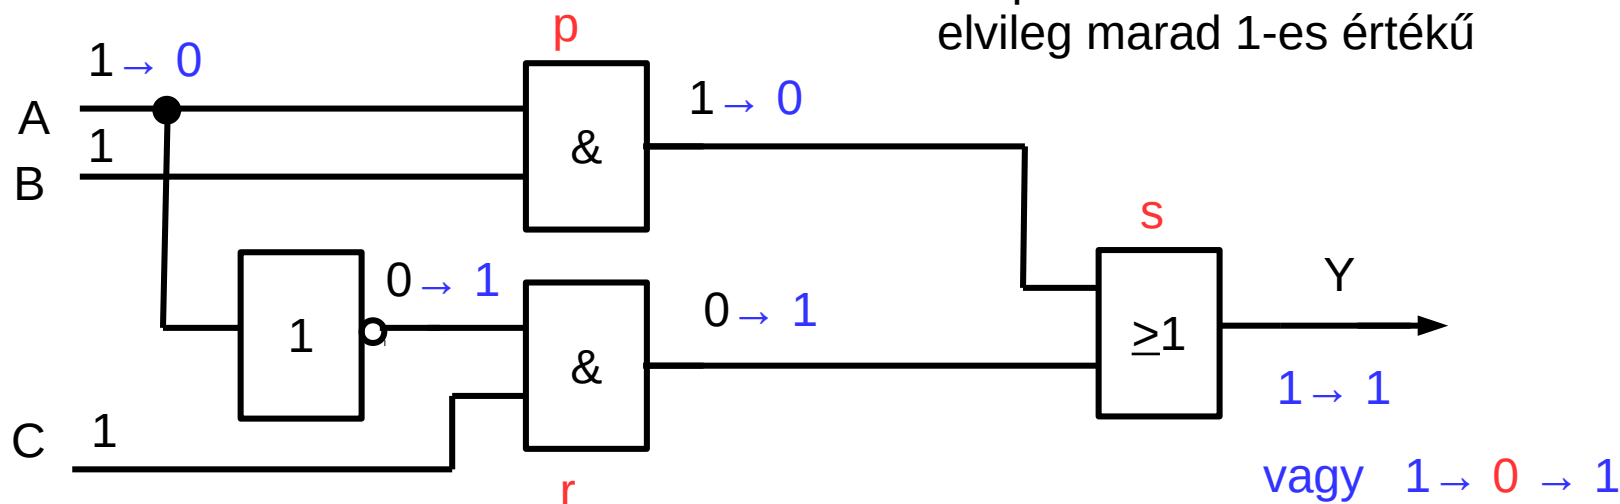 elvileg marad 1-es értékű
p
1→ 0
A
1
B
&
1→ 0
s
0→ 1
0→ 1
1
&
≥1
Y
1→ 1
C
1
r
vagy 1→ 0 → 1